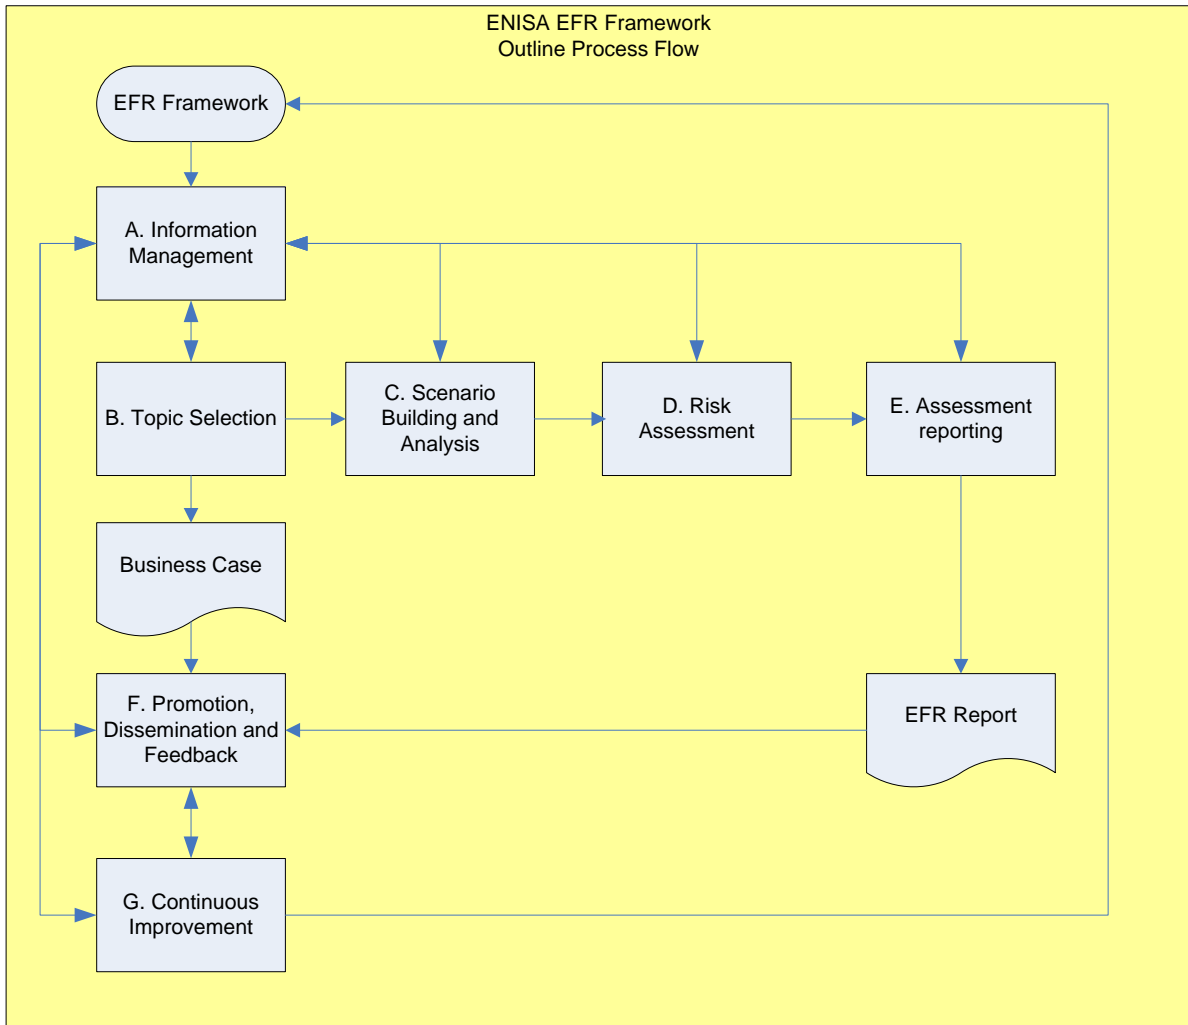 ENISA EFR Framework
Outline Process Flow
EFR Framework
A. Information
Management
B. Topic Selection
C. Scenario
Building and
Analysis
D. Risk
Assessment
E. Assessment
reporting
Business Case
F. Promotion,
Dissemination and
Feedback
EFR Report
G. Continuous
Improvement